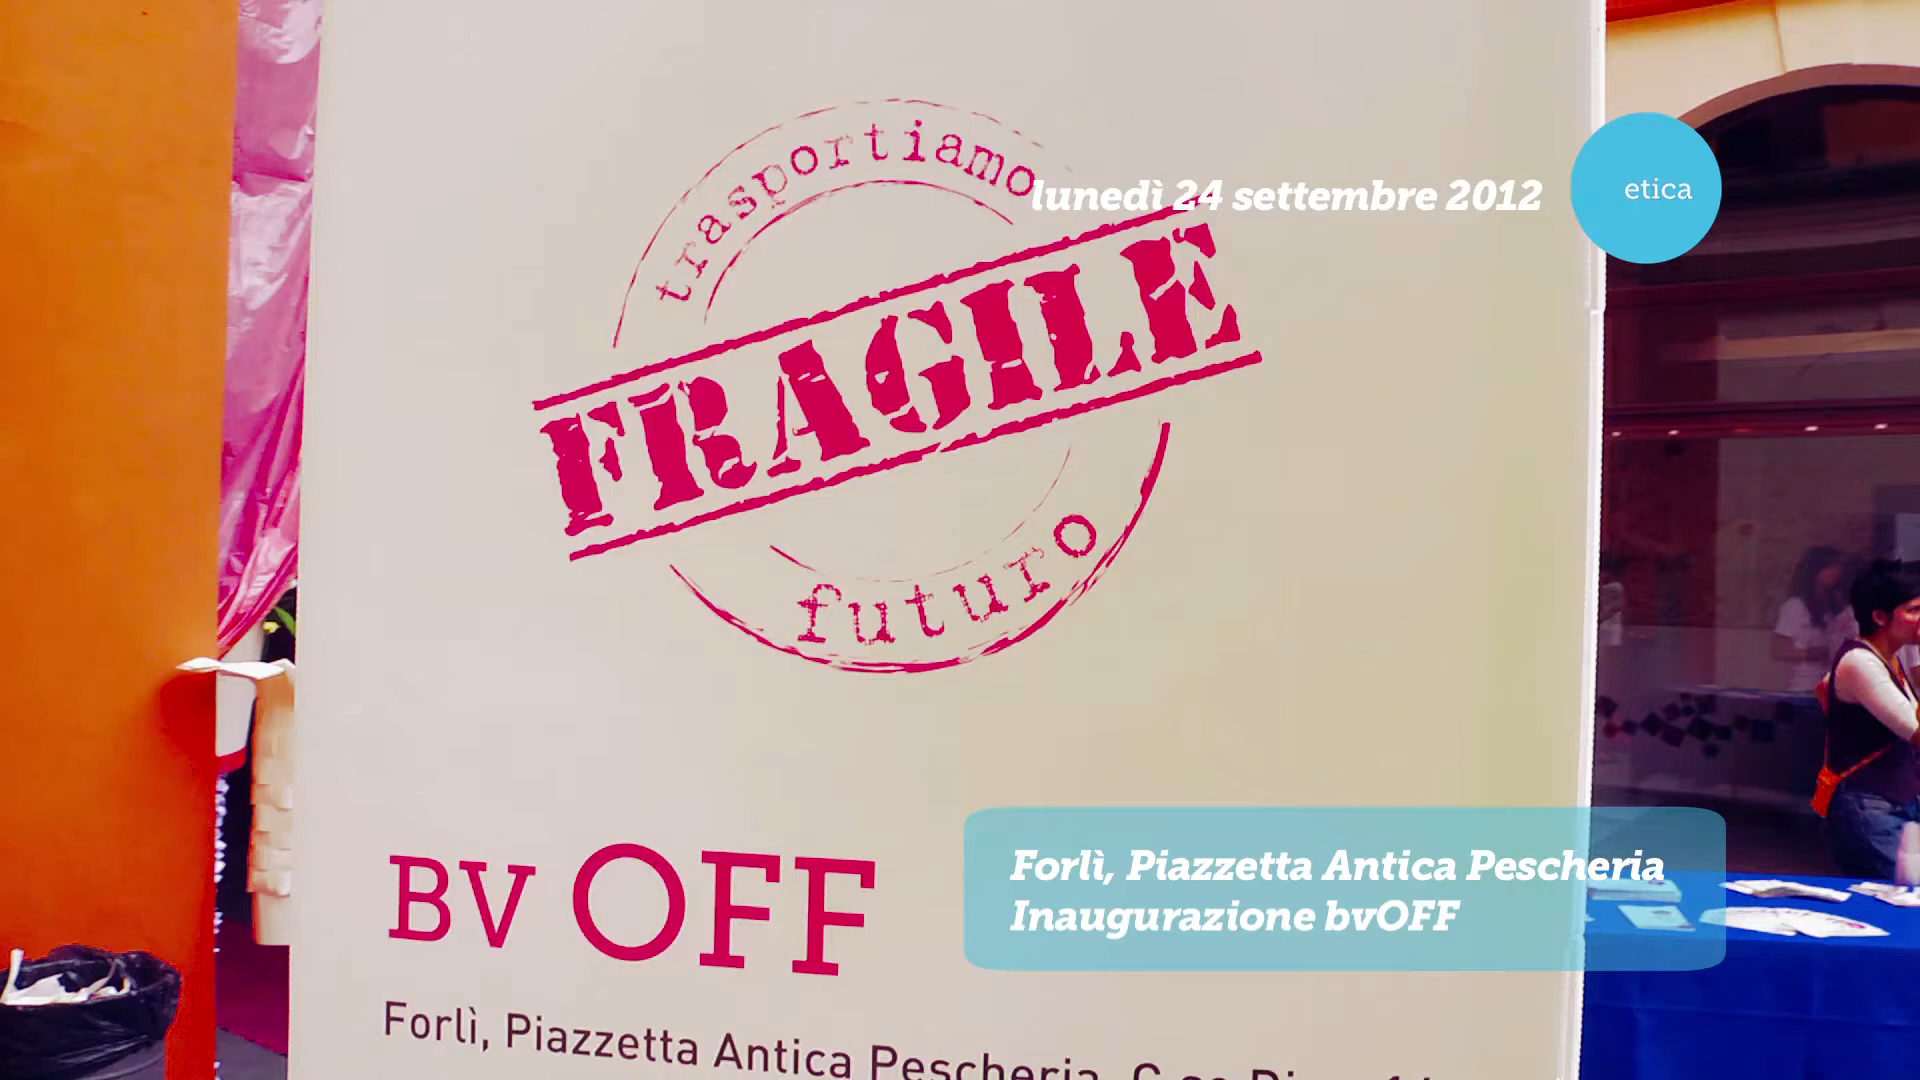 trasportiamo
lunedì 24 settembre 2012
etica
FRAGILE
futuro
BV OFF
Forlì, Piazzetta Antica Pescheria
Inaugurazione bvOFF
Forlì, Piazzetta Antica Pescheria,